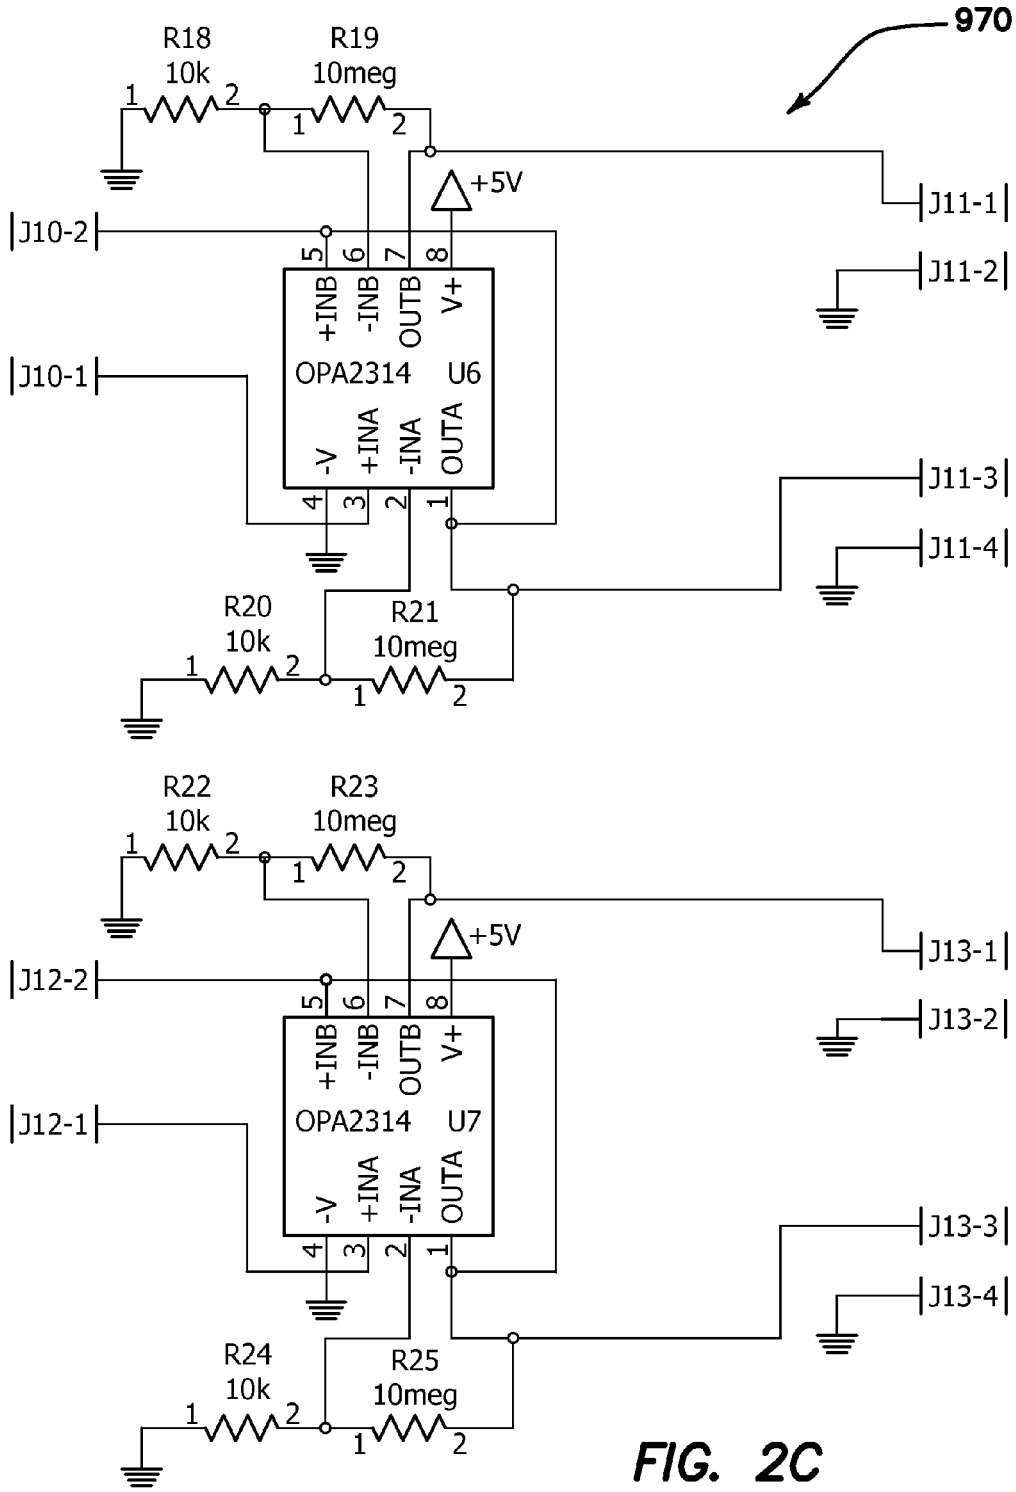 970
R18 R19
10k 10meg
1 2 1 2
+5V
J11-1
J10-2
5 6 7 8
J11-2
+INB -INB OUTB V+
J10-1
OPA2314 U6
-V +INA -INA OUTA
J11-3
4 3 2 1
J11-4
R20 R21
10k 10meg
1 2 1 2
R22 R23
10k 10meg
1 2 1 2
+5V
J13-1
J12-2
5 6 7 8
J13-2
+INB -INB OUTB V+
J12-1
OPA2314 U7
-V +INA -INA OUTA
J13-3
4 3 2 1
J13-4
R24 R25
10k 10meg
1 2 1 2
FIG. 2C